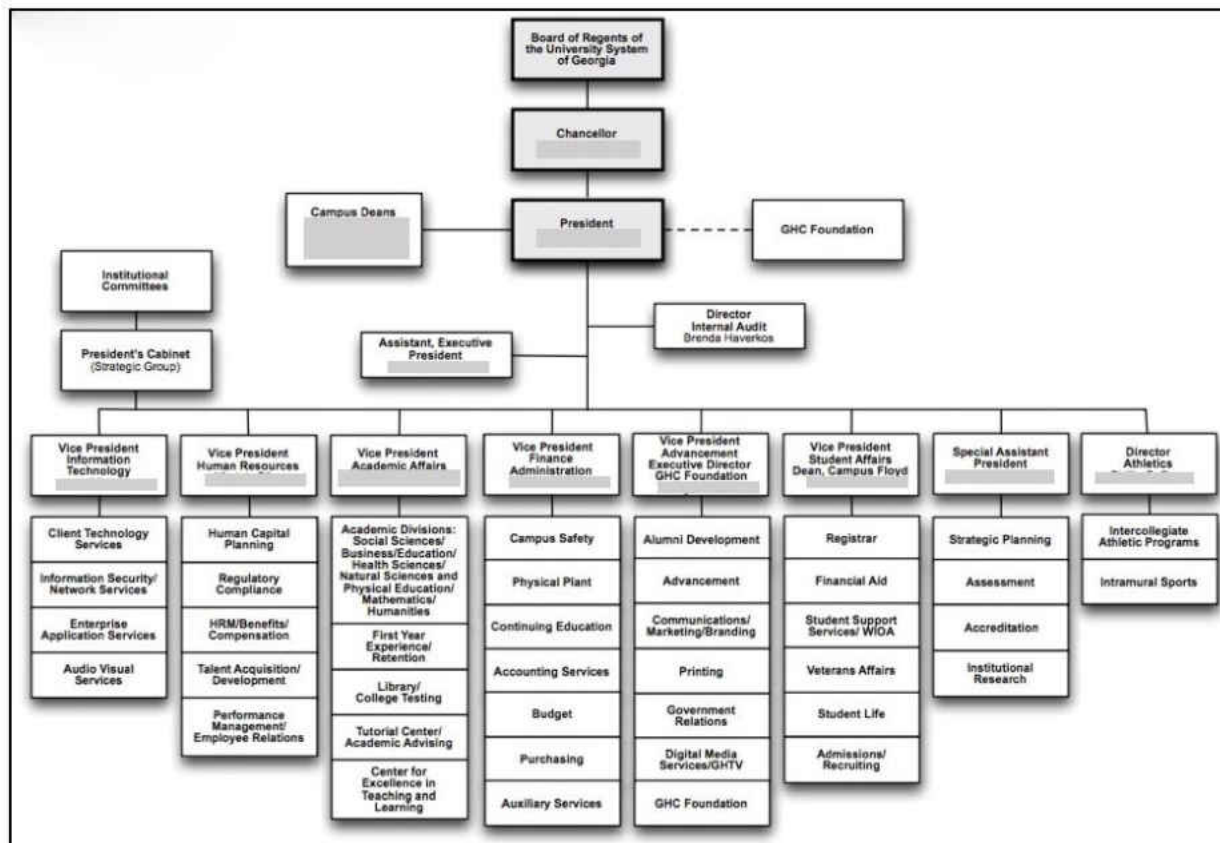 Board of Regents of
the University System
of Georgia
Chancellor
Campus Deans
President
GHC Foundation
Institutional
Committees
Director
Internal Audit
Brenda Haverkos
President's Cabinet
(Strategic Group)
Assistant, Executive
President
Vice President
Information
Technology
Vice President
Human Resources
Vice President
Academic Affairs
Vice President
Finance
Administration
Vice President
Advancement
Executive Director
GHC Foundation
Vice President
Student Affairs
Dean, Campus Floyd
Special Assistant
President
Director
Athletics
Client Technology
Services
Information Security/
Network Services
Enterprise
Application Services
Audio Visual
Services
Human Capital
Planning
Regulatory
Compliance
HRM/Benefits/
Compensation
Talent Acquisition/
Development
Performance
Management/
Employee Relations
Academic Divisions:
Social Sciences/
Business/Education/
Health Sciences/
Natural Sciences and
Physical Education/
Mathematics/
Humanities
First Year
Experience/
Retention
Library/
College Testing
Tutorial Center/
Academic Advising
Center for
Excellence in
Teaching and
Learning
Campus Safety
Physical Plant
Continuing Education
Accounting Services
Budget
Purchasing
Auxiliary Services
Alumni Development
Advancement
Communications/
Marketing/Branding
Printing
Government
Relations
Digital Media
Services/GHTV
GHC Foundation
Registrar
Financial Aid
Student Support
Services/ WIOA
Veterans Affairs
Student Life
Admissions/
Recruiting
Strategic Planning
Assessment
Accreditation
Institutional
Research
Intercollegiate
Athletic Programs
Intramural Sports